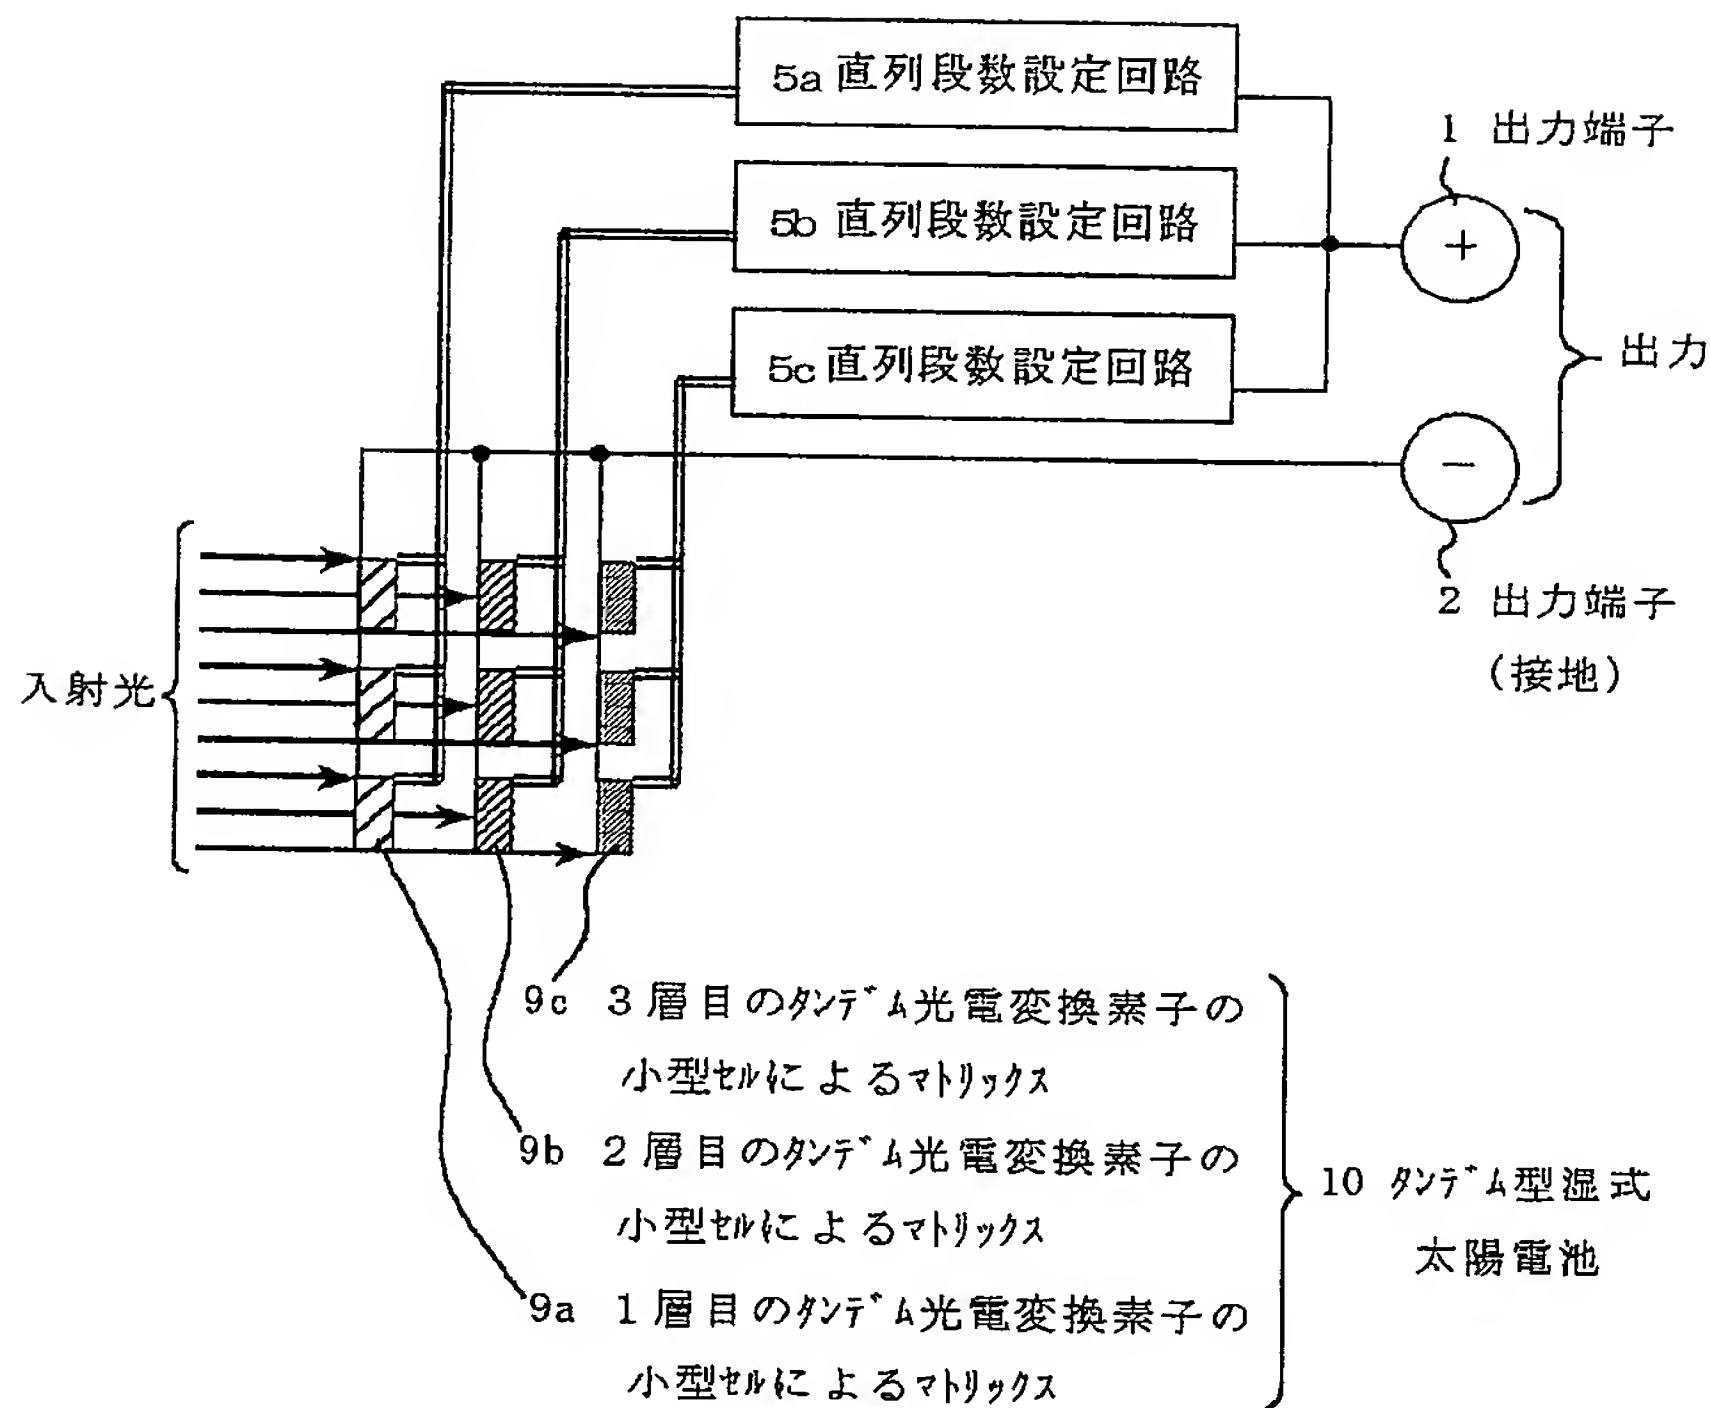 5a 直列段数設定回路
1 出力端子
5b 直列段数設定回路
+
出力
5c 直列段数設定回路
−
2 出力端子
(接地)
入射光
9c 3層目のﾀﾝﾃﾞﾑ光電変換素子の
小型ｾﾙによるﾏﾄﾘｯｸｽ
9b 2層目のﾀﾝﾃﾞﾑ光電変換素子の
小型ｾﾙによるﾏﾄﾘｯｸｽ
10 ﾀﾝﾃﾞﾑ型湿式
太陽電池
9a 1層目のﾀﾝﾃﾞﾑ光電変換素子の
小型ｾﾙによるﾏﾄﾘｯｸｽ